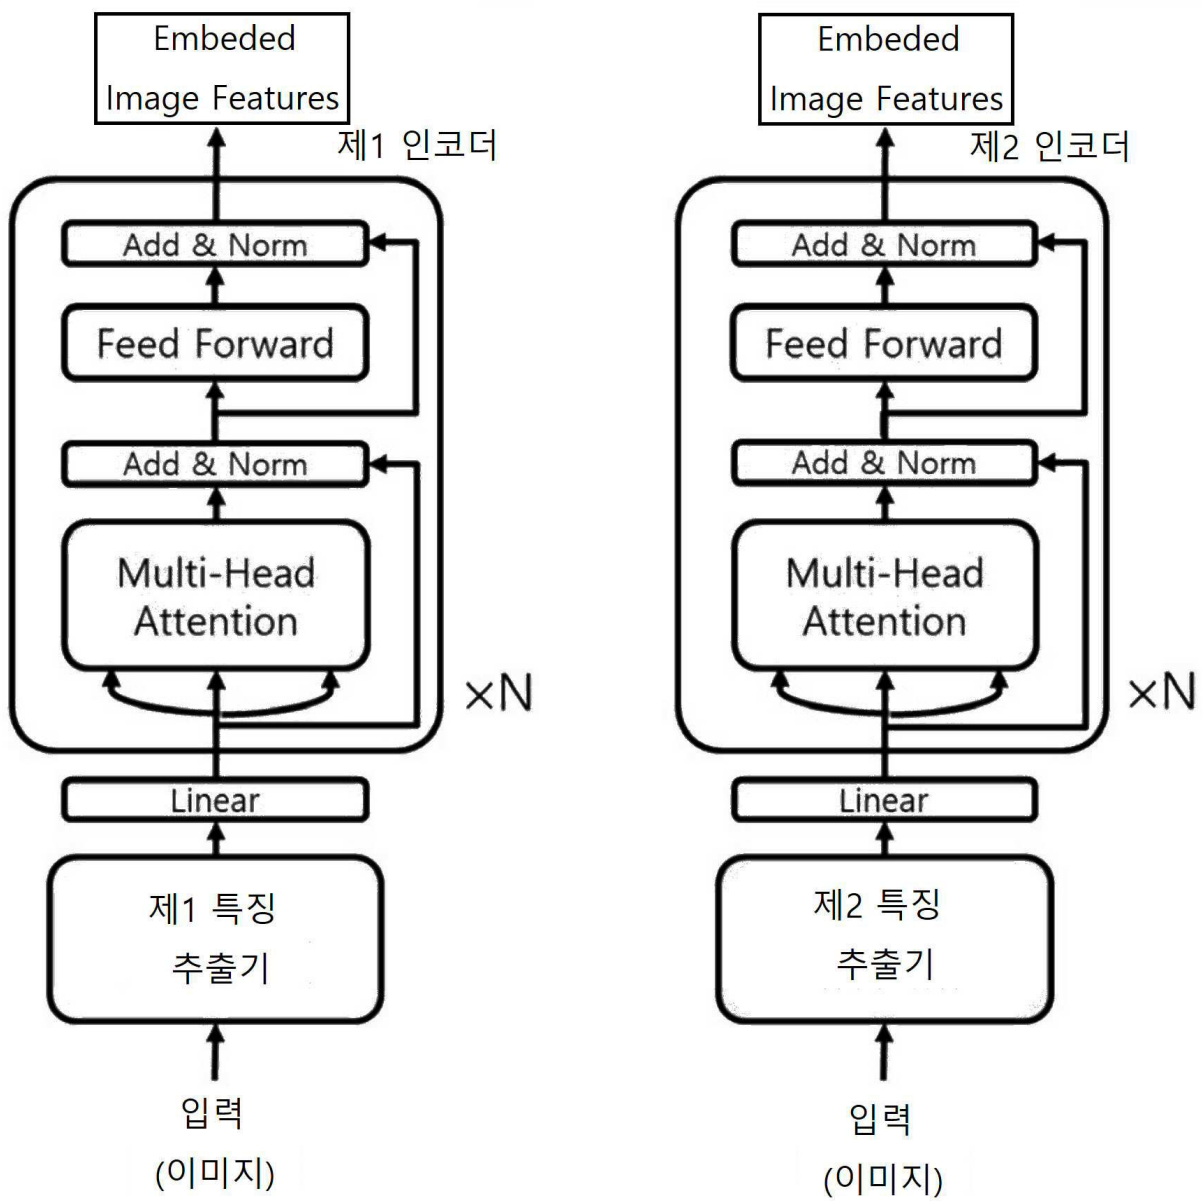 Embeded
Image Features
제1 인코더
Add & Norm
Feed Forward
Add & Norm
Multi-Head
Attention
×N
Linear
제1 특징
추출기
입력
(이미지)
Embeded
Image Features
제2 인코더
Add & Norm
Feed Forward
Add & Norm
Multi-Head
Attention
×N
Linear
제2 특징
추출기
입력
(이미지)